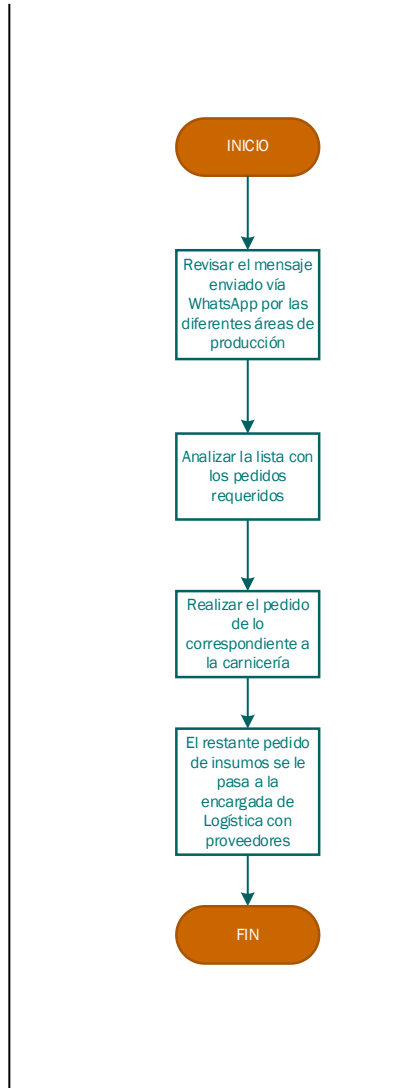 INICIO
Revisar el mensaje
enviado vía
WhatsApp por las
diferentes áreas de
producción
Analizar la lista con
los pedidos
requeridos
Realizar el pedido
de lo
correspondiente a
la carnicería
El restante pedido
de insumos se le
pasa a la
encargada de
Logística con
proveedores
FIN